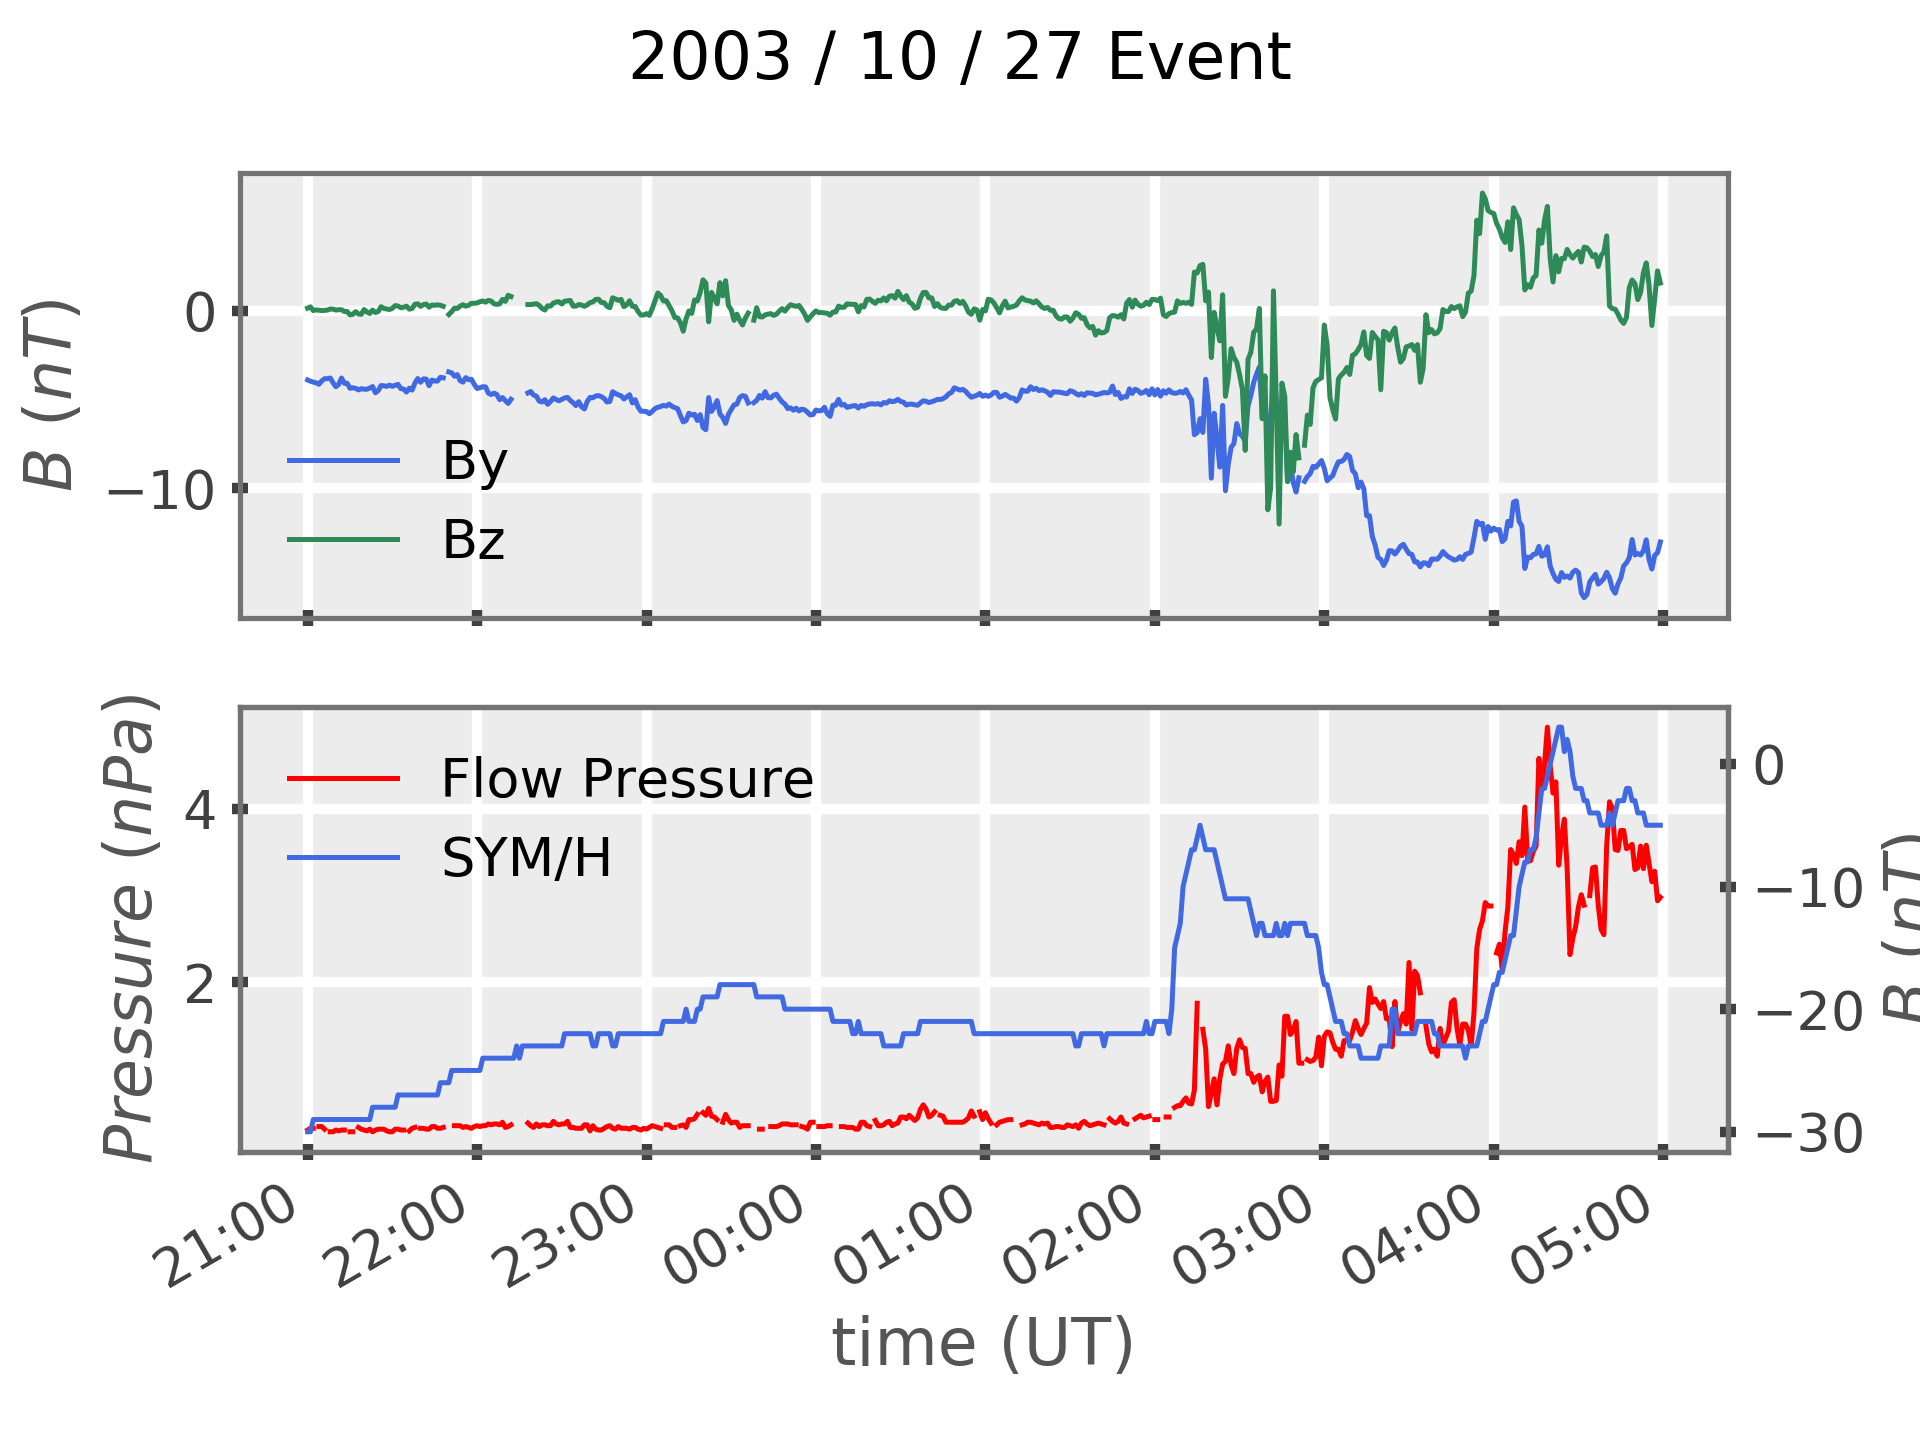 2003 / 10 / 27 Event
B (nT)
0
−10
By
Bz
Pressure (nPa)
4
2
Flow Pressure
SYM/H
0
−10
−20
−30
B (nT)
21:00
22:00
23:00
00:00
01:00
02:00
03:00
04:00
05:00
time (UT)